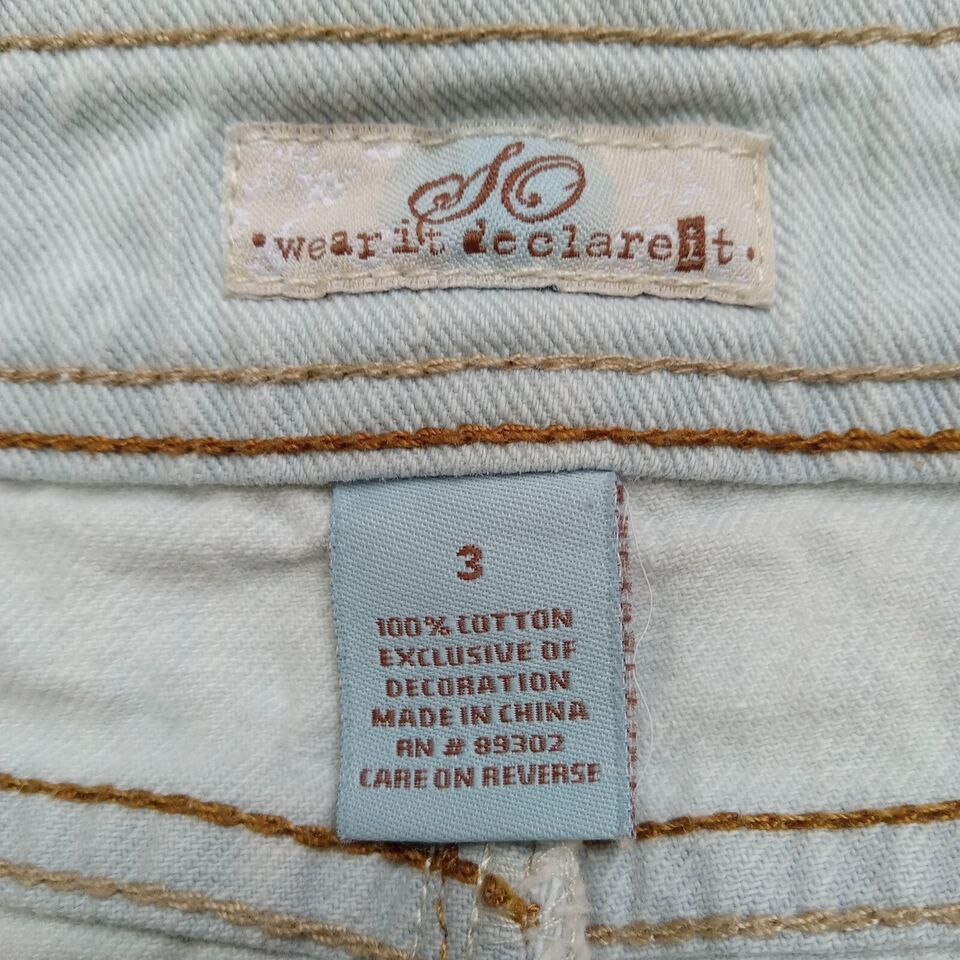 SO
•wear it declare it.
3
100% COTTON
EXCLUSIVE OF
DECORATION
MADE IN CHINA
RN # 89302
CARE ON REVERSE